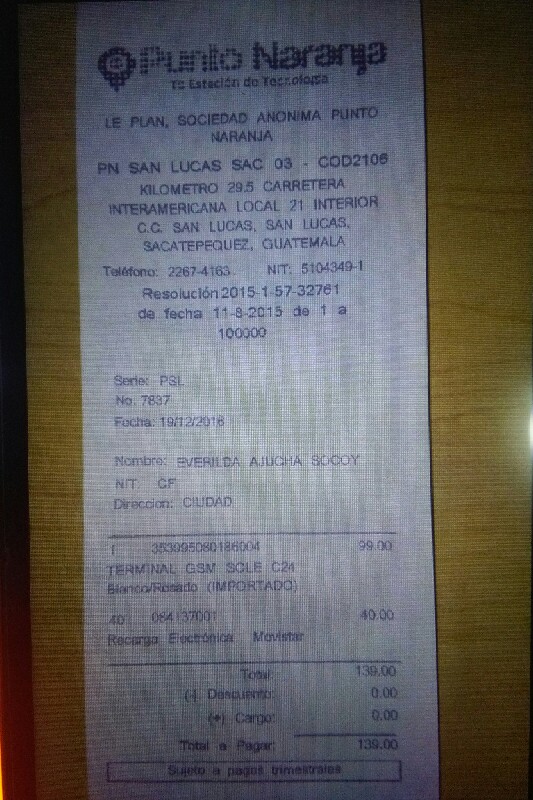 Punto Naranja
Tu Estación de Tecnología
LE PLAN, SOCIEDAD ANONIMA PUNTO
NARANJA
PN SAN LUCAS SAC 03 - COD2106
KILOMETRO 29.5 CARRETERA
INTERAMERICANA LOCAL 21 INTERIOR
C.C. SAN LUCAS, SAN LUCAS,
SACATEPEQUEZ, GUATEMALA
Teléfono: 2267-4163. NIT: 5104349-1
Resolución 2015-1-57-32761
de fecha 11-8-2015 de 1 a
100000
Serie: PSL
No. 7837
Fecha: 19/12/2016
Nombre: EVERILDA AJUCHA SOCOY
NIT: CF
Direccion: CIUDAD
1 353995080186004 99.00
TERMINAL GSM SOLE C24
Blanco/Rosado (IMPORTADO)
40 084137001 40.00
Recarga Electrónica Movistar
Total: 139.00
(-) Descuento: 0.00
(+) Cargo: 0.00
Total a Pagar: 139.00
Sujeto a pagos trimestrales